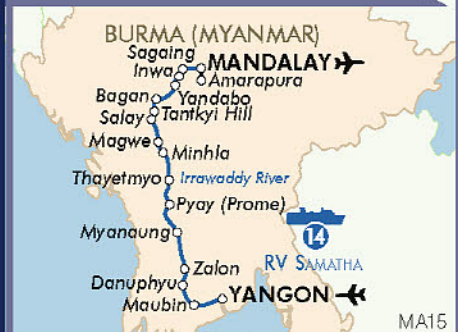 BURMA (MYANMAR)
Sagaing
Inwa
MANDALAY
Amarapura
Bagan
Yandabo
Salay
Tantkyi Hill
Magwe
Minhla
Thayetmyo
Irrawaddy River
Pyay (Prome)
Myanaung
14
RV SAMATHA
Zalon
Danuphyu
Maubin
YANGON
MA15